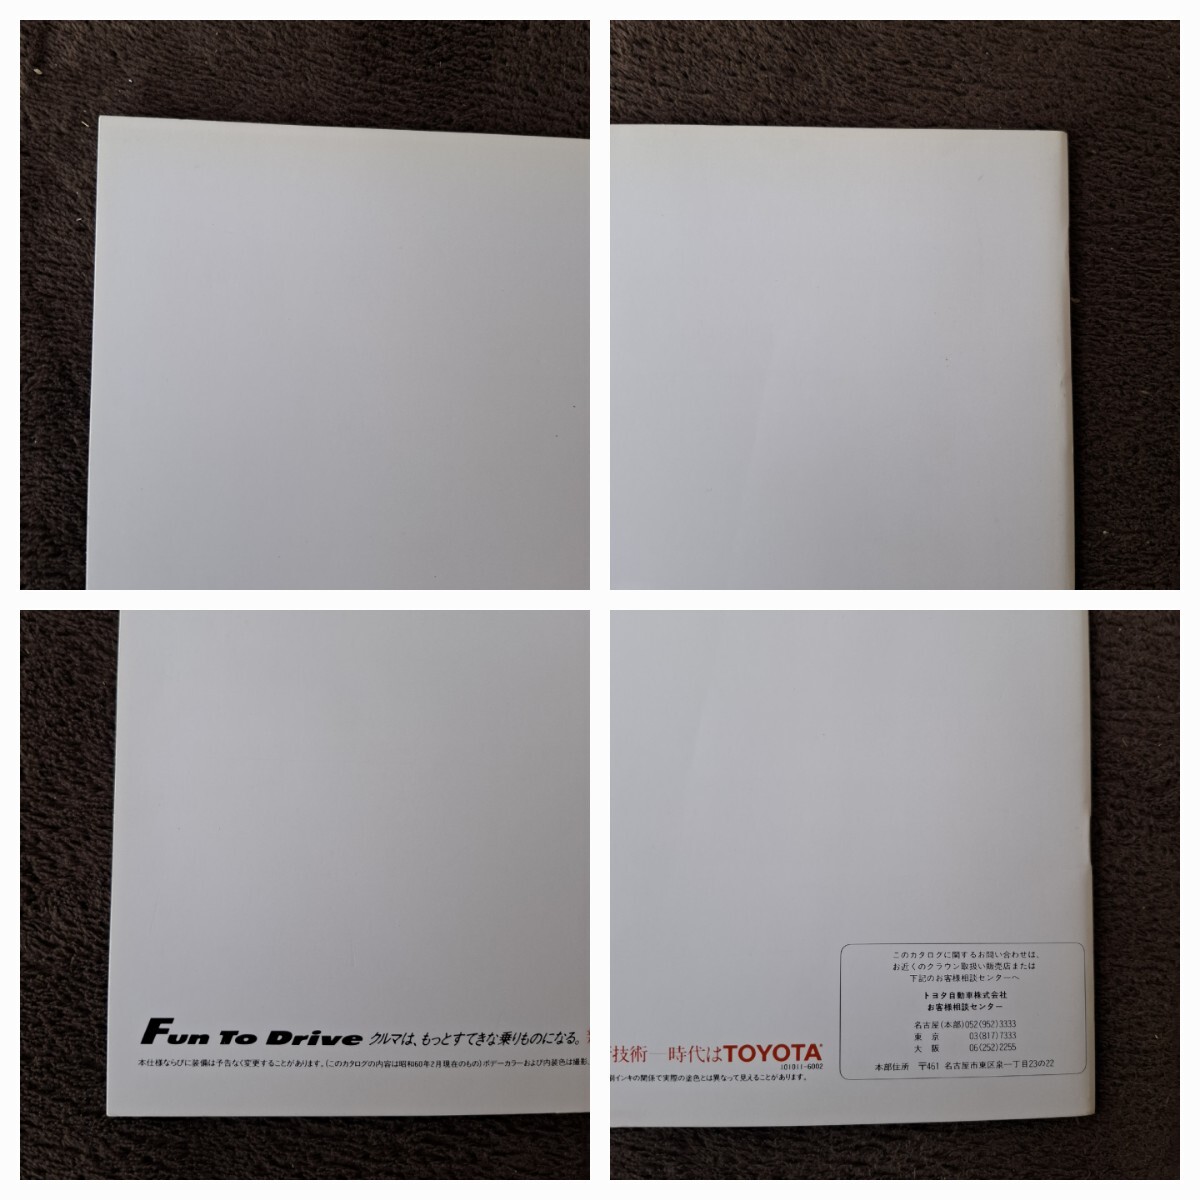 Fun To Drive クルマは、もっとすてきな乗りものになる。
本仕様ならびに装備は予告なく変更することがあります。(このカタログの内容は昭和60年2月現在のもの)ボデーカラーおよび内装色は撮影、
技術―時代はTOYOTA
101011-6002
インキの関係で実際の塗色とは異なって見えることがあります。
このカタログに関するお問い合わせは、
お近くのクラウン取扱い販売店または
下記のお客様相談センターへ
トヨタ自動車株式会社
お客様相談センター
名古屋(本部)052(952)3333
東京 03(817)7333
大阪 06(252)2255
本部住所 〒461 名古屋市東区泉一丁目23の22